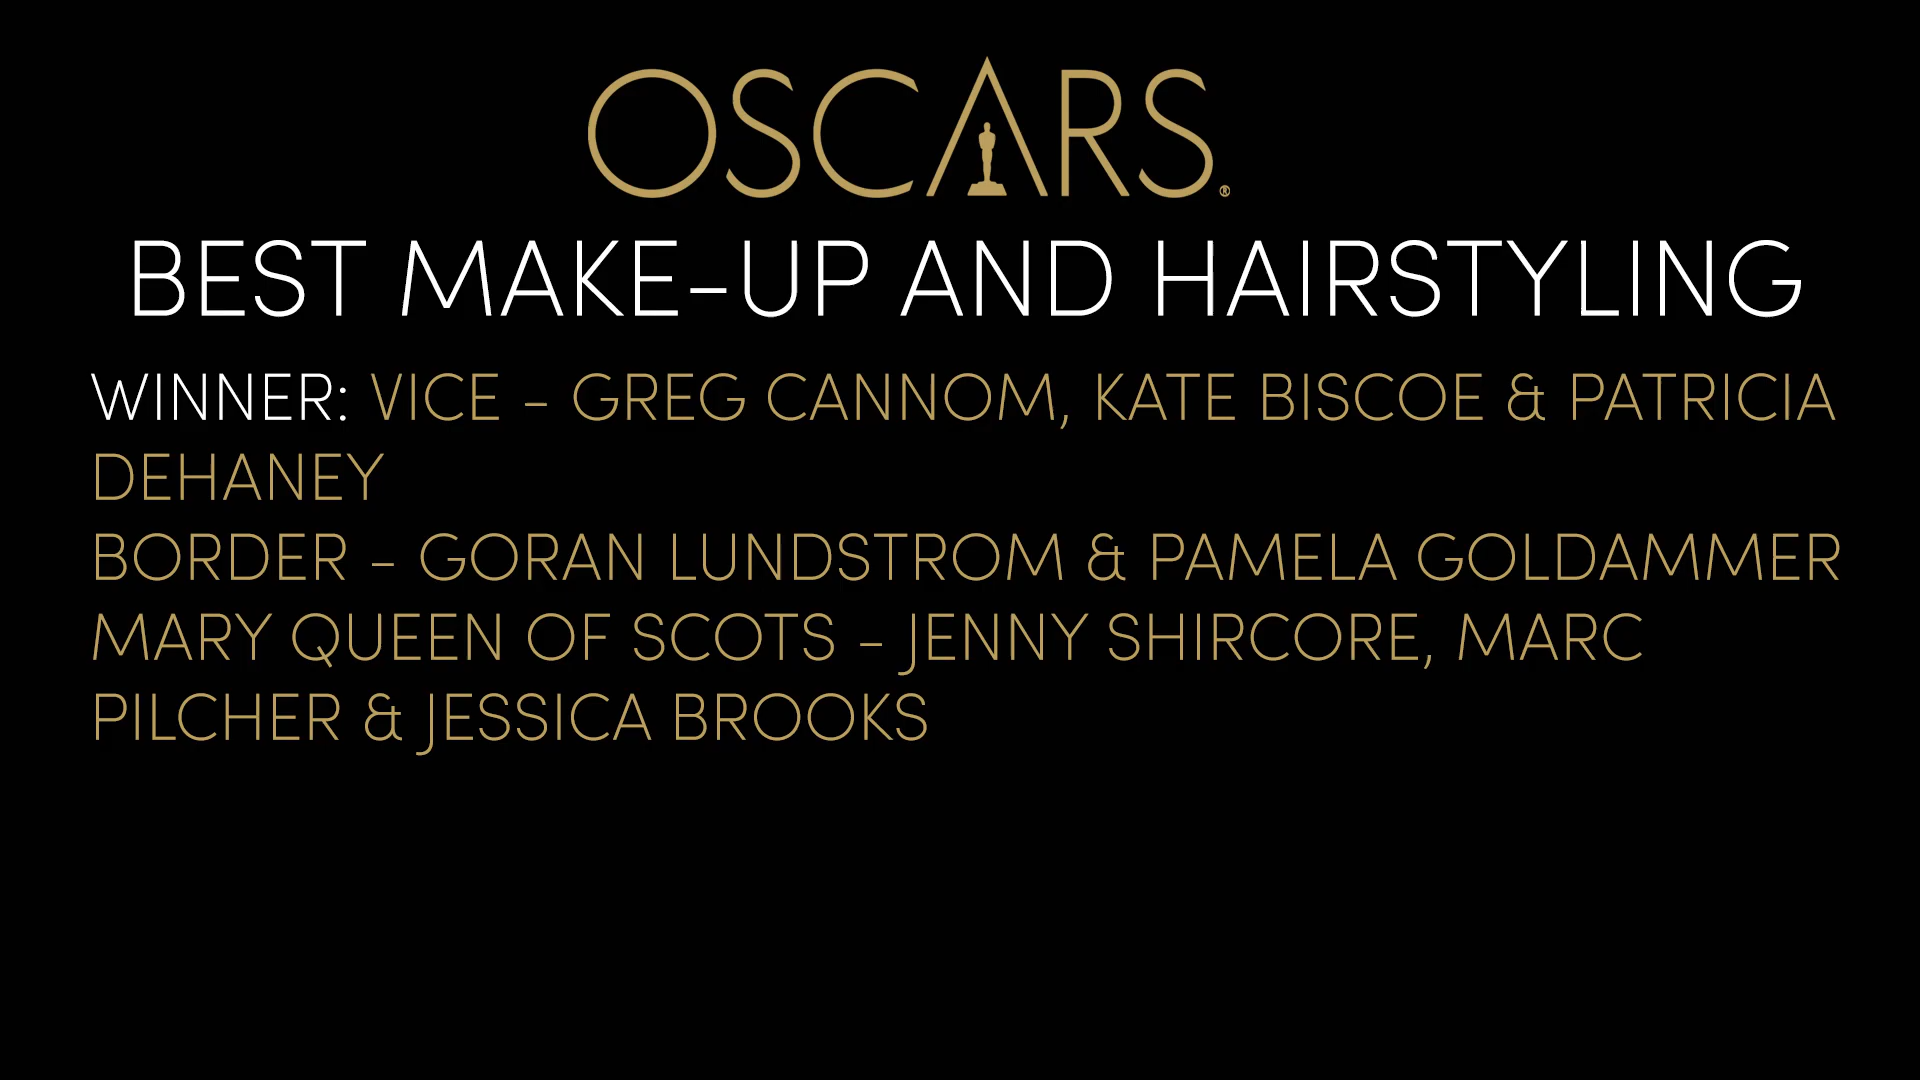 OSCARS®
BEST MAKE-UP AND HAIRSTYLING
WINNER: VICE - GREG CANNOM, KATE BISCOE & PATRICIA
DEHANEY
BORDER - GORAN LUNDSTROM & PAMELA GOLDAMMER
MARY QUEEN OF SCOTS - JENNY SHIRCORE, MARC
PILCHER & JESSICA BROOKS